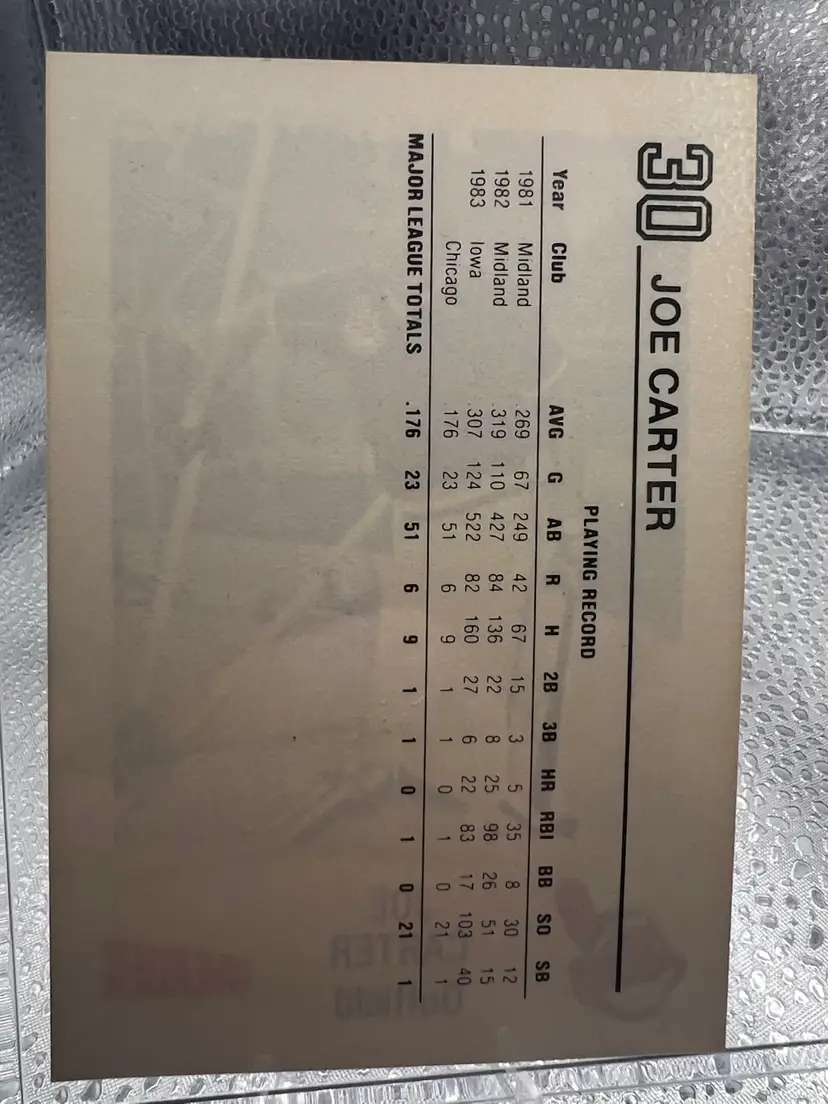 30 JOE CARTER
PLAYING RECORD
Year Club AVG G AB R H 2B 3B HR RBI BB SO SB
1981 Midland .269 67 249 42 67 15 3 5 35 8 30 12
1982 Midland .319 110 427 84 136 22 8 25 98 26 51 15
1983 Iowa .307 124 522 82 160 27 6 22 83 17 103 40
Chicago .176 23 51 6 9 1 1 0 1 0 21 1
MAJOR LEAGUE TOTALS .176 23 51 6 9 1 1 0 1 0 21 1
CARTER
Outfield